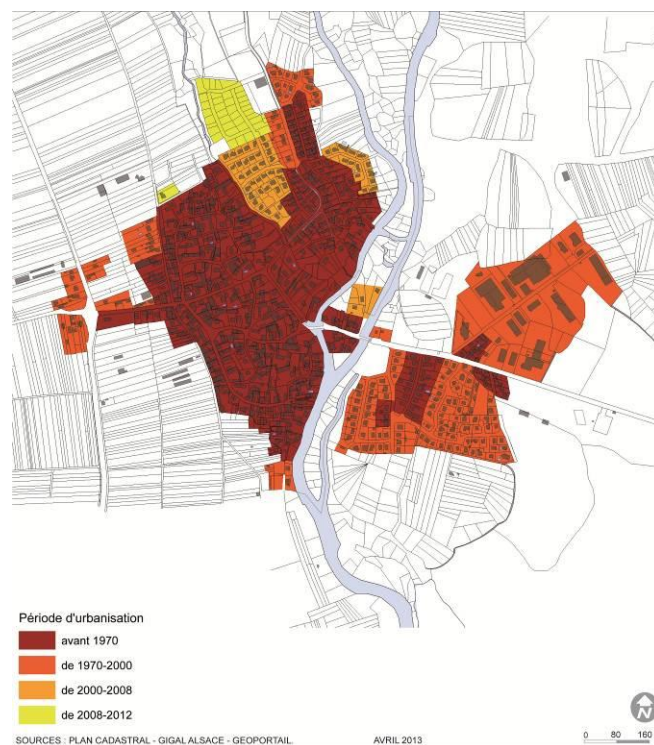 Période d'urbanisation
avant 1970
de 1970-2000
de 2000-2008
de 2008-2012
SOURCES : PLAN CADASTRAL - GIGAL ALSACE - GEOPORTAIL.
AVRIL 2013
N
0 80 160